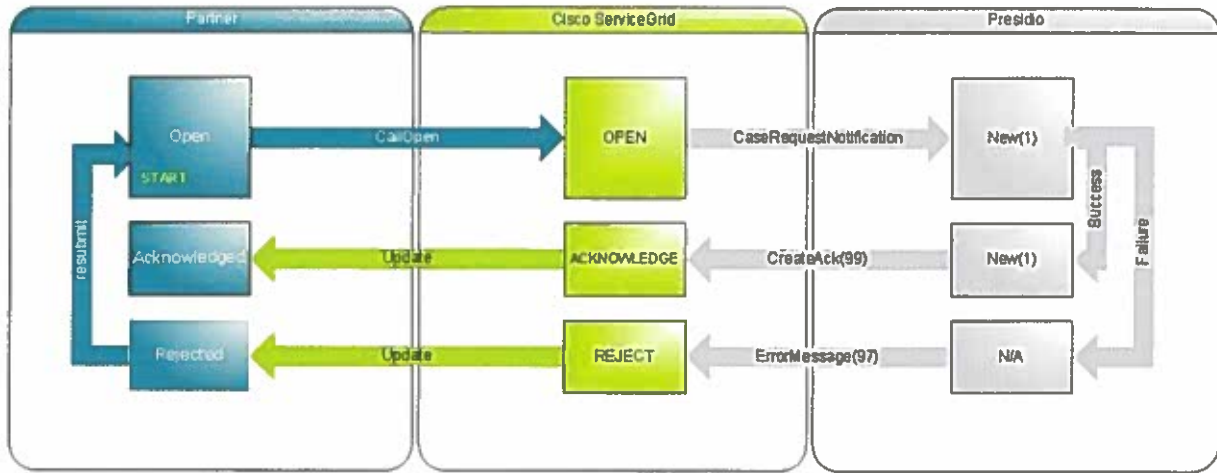 Partner
Cisco ServiceGrid
Presidio
Open
START
CallOpen
OPEN
CaseRequestNotification
New(1)
Success
Failure
resubmit
Acknowledged
Update
ACKNOWLEDGE
CreateAck(99)
New(1)
Rejected
Update
REJECT
ErrorMessage(97)
N/A